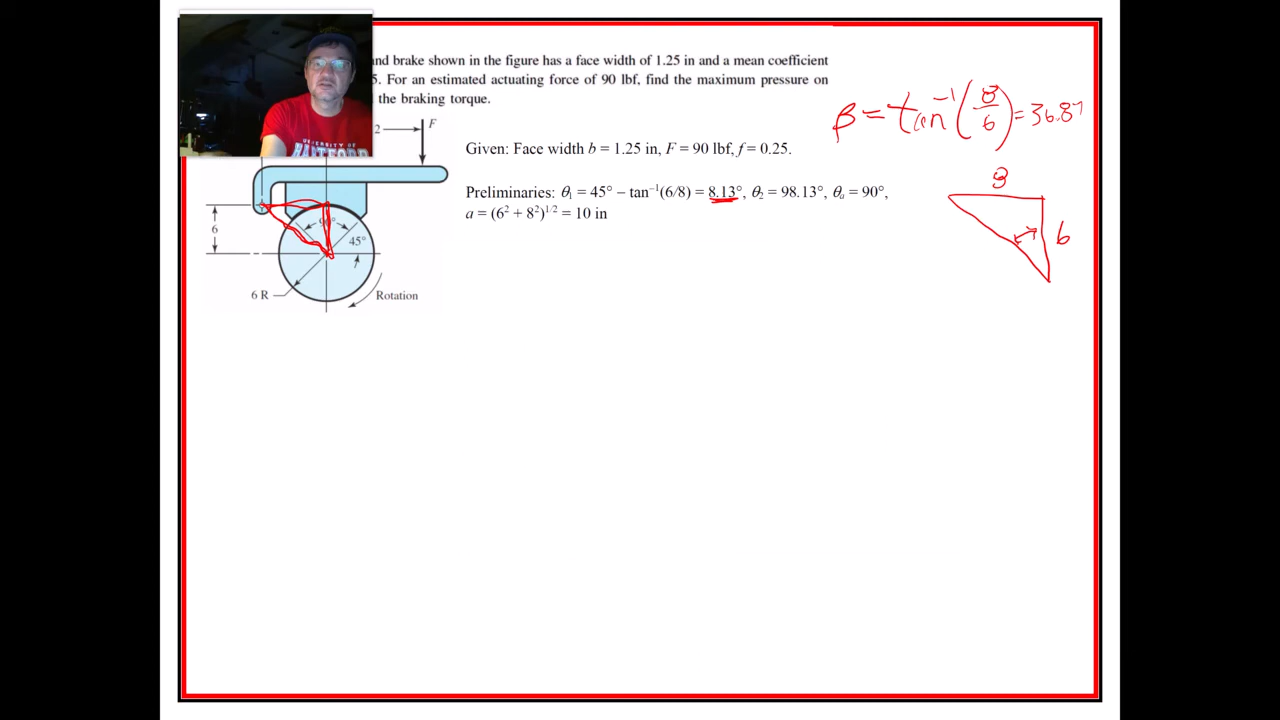 and brake shown in the figure has a face width of 1.25 in and a mean coefficient
5. For an estimated actuating force of 90 lbf, find the maximum pressure on
the braking torque.
β = tan⁻¹(8/6) = 36.87
2 F
UNIVERSITY OF
HARTFORD
Given: Face width b = 1.25 in, F = 90 lbf, f = 0.25.
8
Preliminaries: θ₁ = 45° − tan⁻¹(6/8) = 8.13°, θ₂ = 98.13°, θₐ = 90°,
a = (6² + 8²)^1/2 = 10 in
6
45°
6
6 R
Rotation